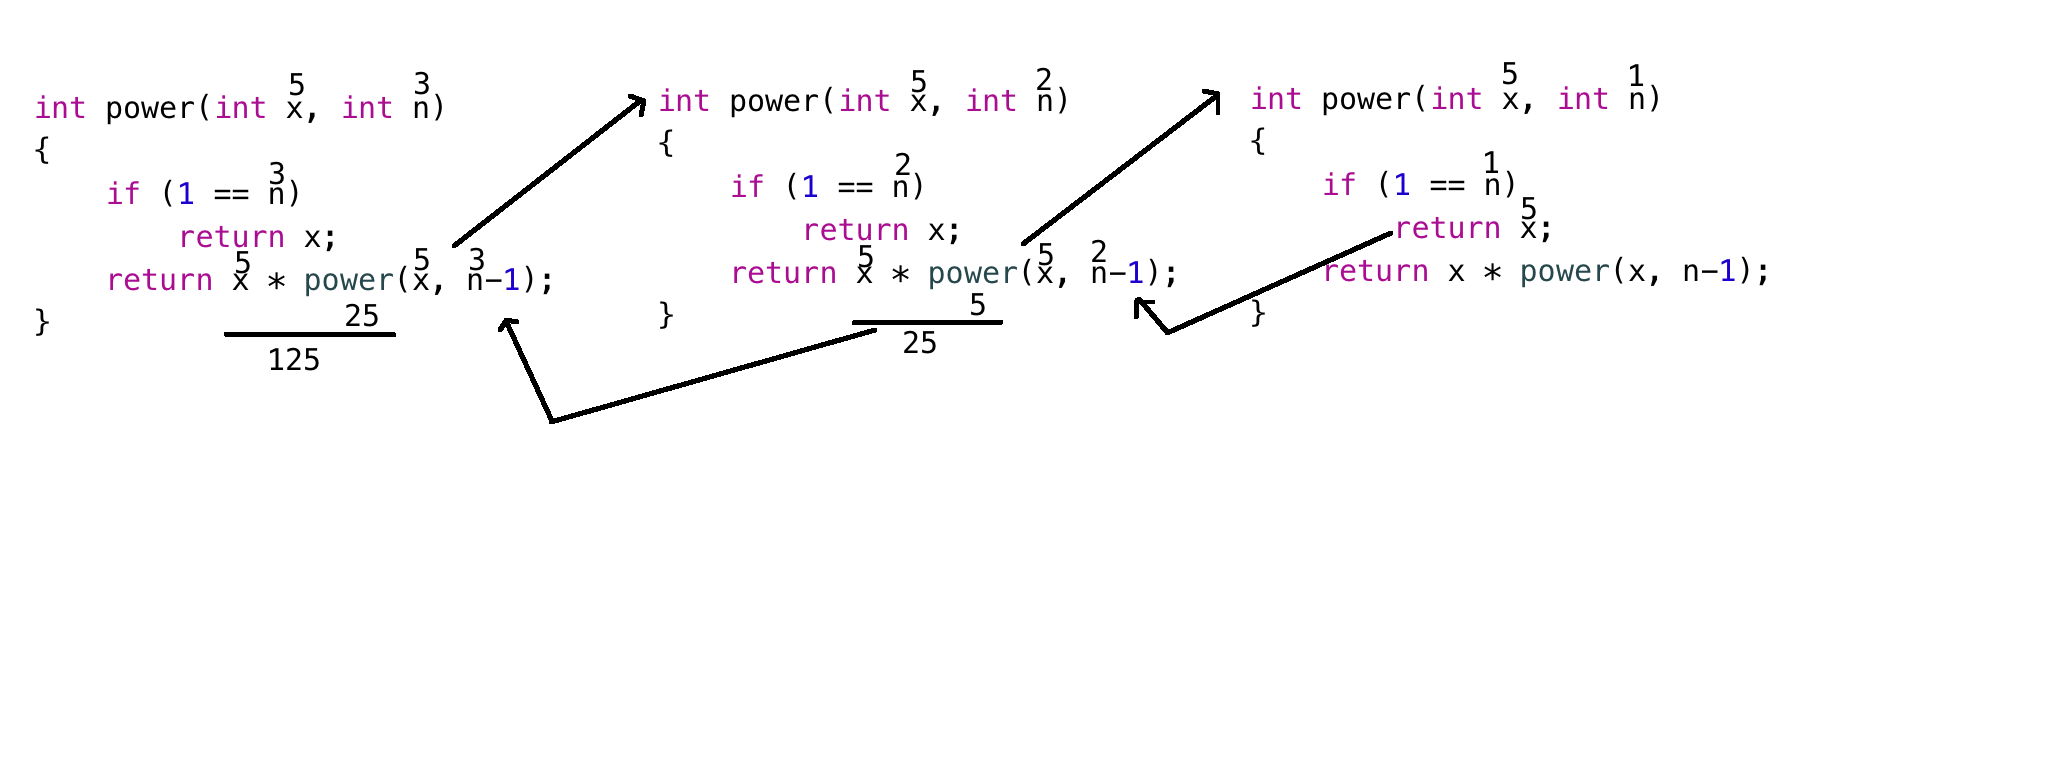 5 3
int power(int x, int n)
{
3
if (1 == n)
return x;
5 5 3
return x * power(x, n-1);
25
}
125
5 2
int power(int x, int n)
{
2
if (1 == n)
return x;
5 5 2
return x * power(x, n-1);
5
}
25
5 1
int power(int x, int n)
{
1
if (1 == n)
5
return x;
return x * power(x, n-1);
}